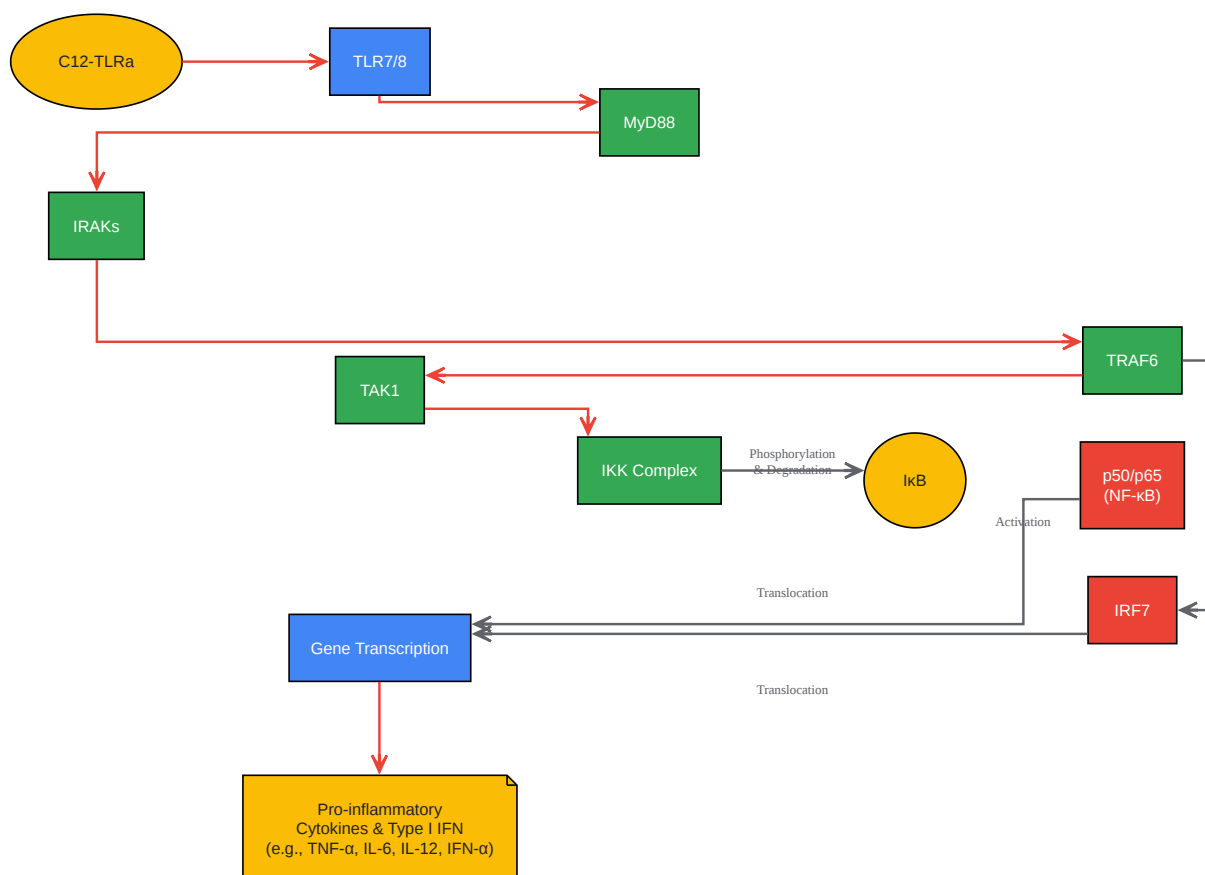 C12-TLRa
TLR7/8
MyD88
IRAKs
TRAF6
TAK1
IKK Complex
Phosphorylation
& Degradation
IκB
p50/p65
(NF-κB)
Activation
Translocation
IRF7
Gene Transcription
Translocation
Pro-inflammatory
Cytokines & Type I IFN
(e.g., TNF-α, IL-6, IL-12, IFN-α)